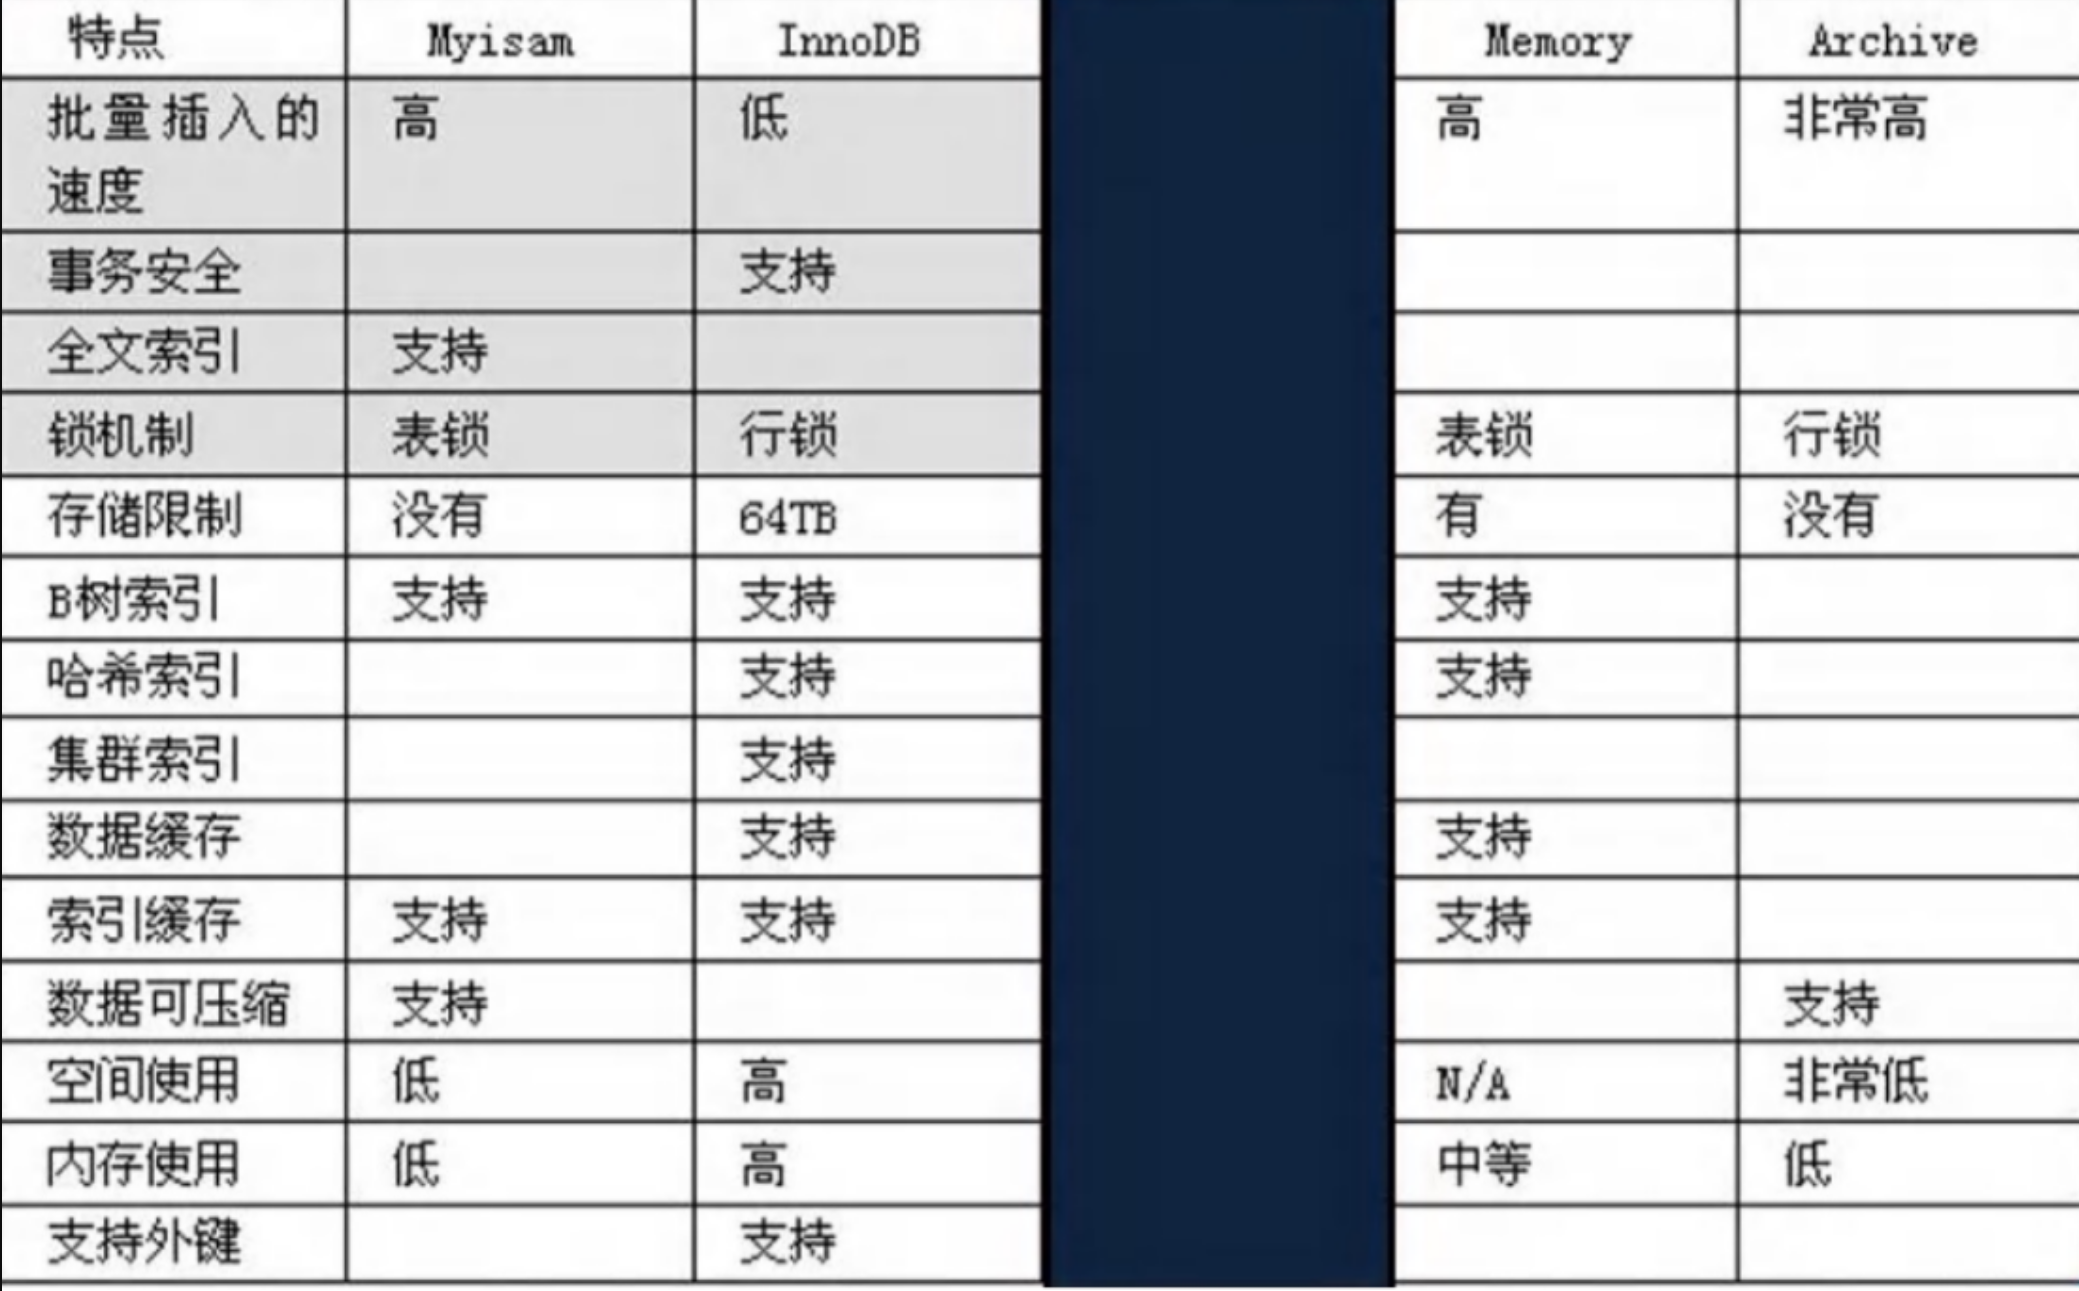 特点 Myisam InnoDB Memory Archive
批量插入的 高 低 高 非常高
速度
事务安全 支持
全文索引 支持
锁机制 表锁 行锁 表锁 行锁
存储限制 没有 64TB 有 没有
B树索引 支持 支持 支持
哈希索引 支持 支持
集群索引 支持
数据缓存 支持 支持
索引缓存 支持 支持 支持
数据可压缩 支持 支持
空间使用 低 高 N/A 非常低
内存使用 低 高 中等 低
支持外键 支持